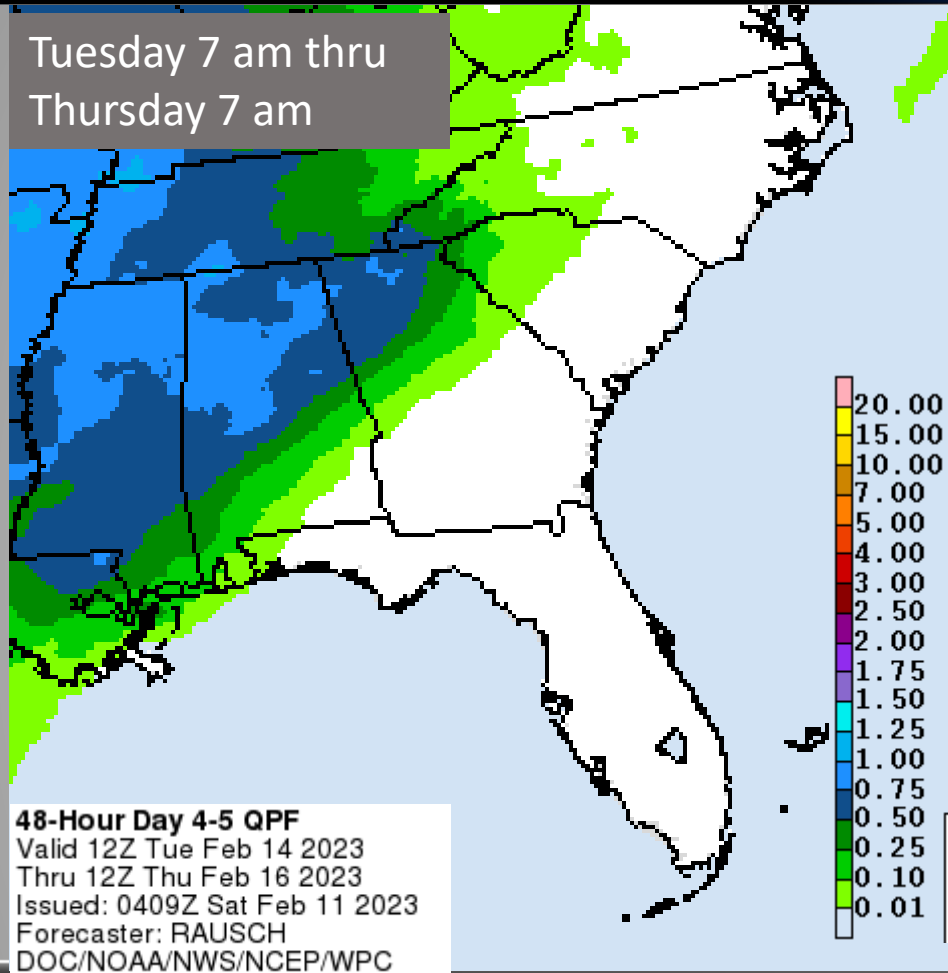 Tuesday 7 am thru
Thursday 7 am
20.00
15.00
10.00
7.00
5.00
4.00
3.00
2.50
2.00
1.75
1.50
1.25
1.00
0.75
0.50
0.25
0.10
0.01
48-Hour Day 4-5 QPF
Valid 12Z Tue Feb 14 2023
Thru 12Z Thu Feb 16 2023
Issued: 0409Z Sat Feb 11 2023
Forecaster: RAUSCH
DOC/NOAA/NWS/NCEP/WPC